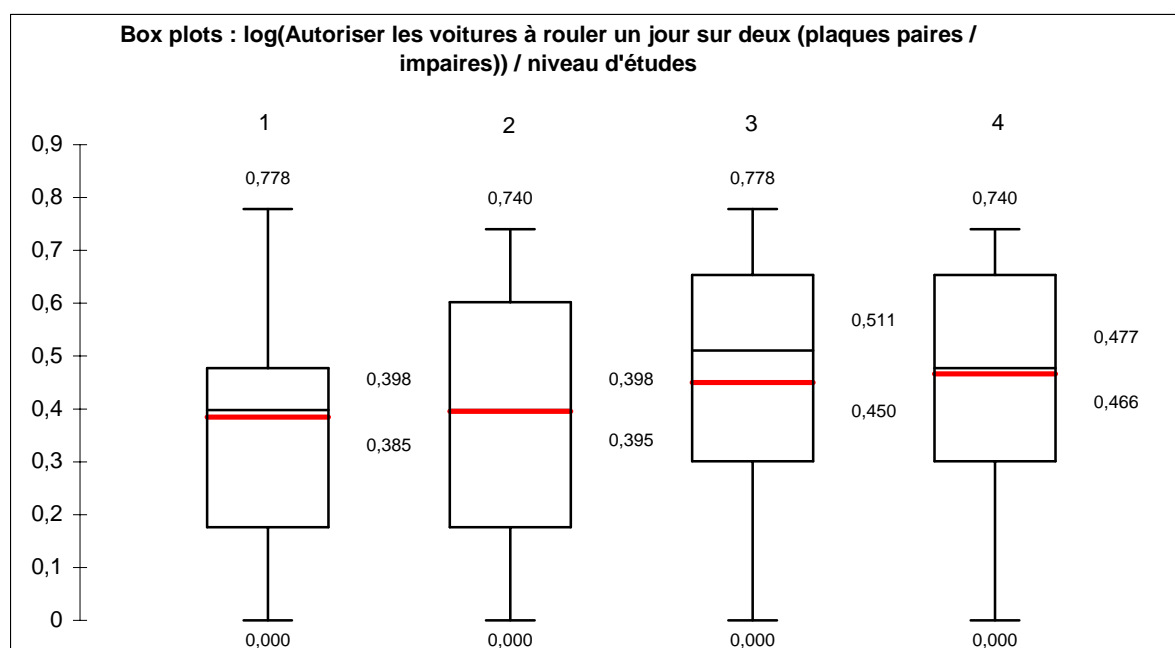 Box plots : log(Autoriser les voitures à rouler un jour sur deux (plaques paires /
impaires)) / niveau d'études
1 2 3 4
0,9
0,8
0,7
0,6
0,5
0,4
0,3
0,2
0,1
0
0,778 0,740 0,778 0,740
0,398 0,398 0,511 0,477
0,385 0,395 0,450 0,466
0,000 0,000 0,000 0,000